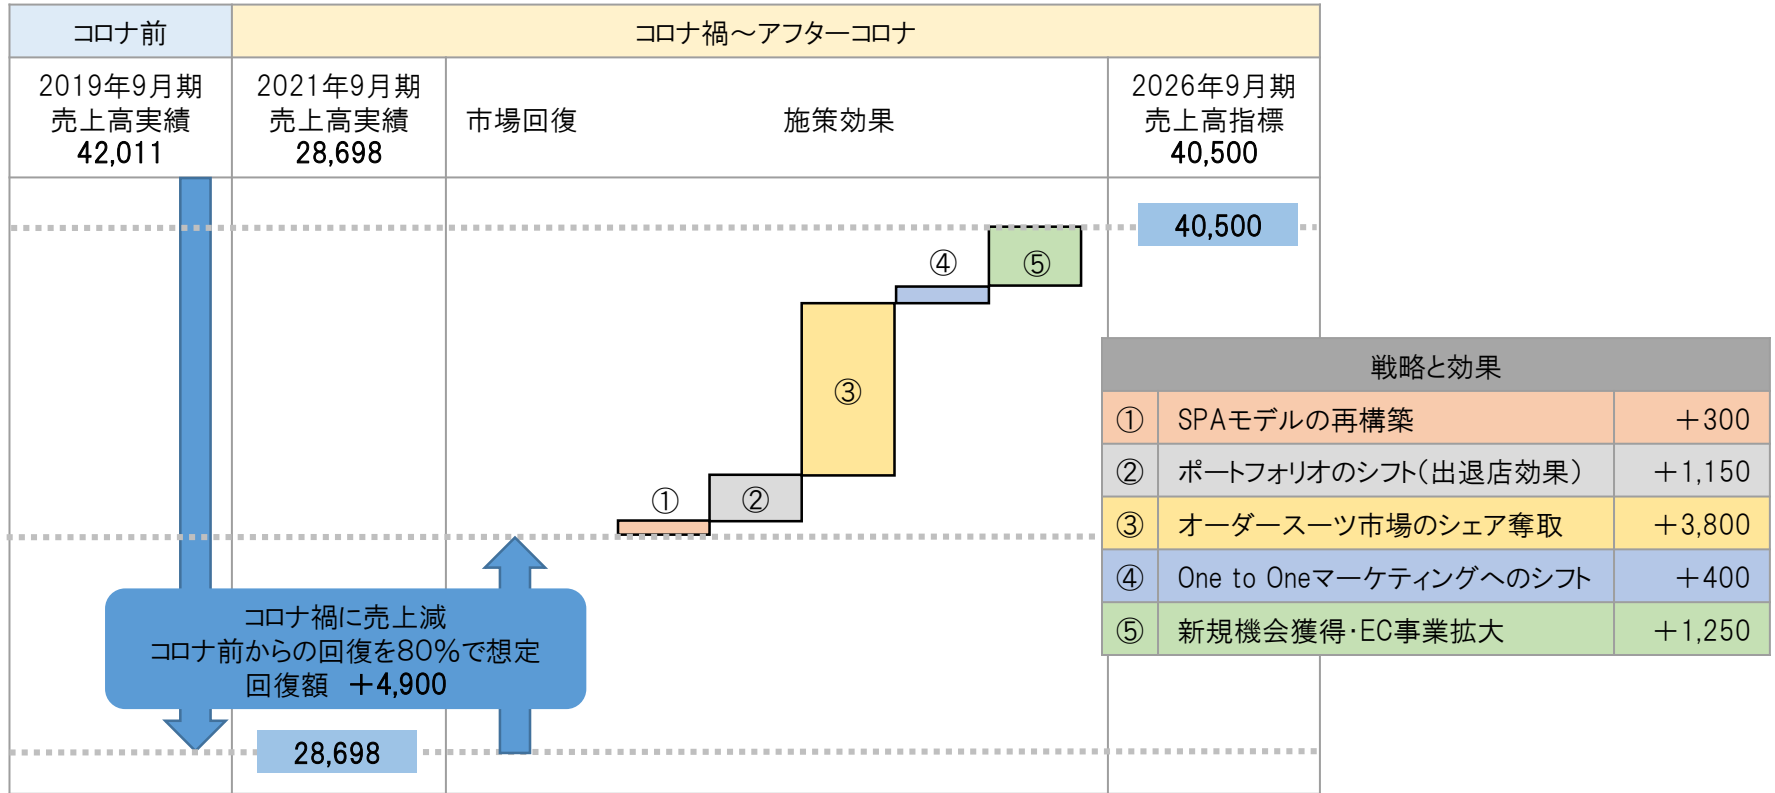 コロナ前
コロナ禍～アフターコロナ
2019年9月期
売上高実績
42,011
2021年9月期
売上高実績
28,698
市場回復
施策効果
2026年9月期
売上高指標
40,500
40,500
④
⑤
③
①
②
戦略と効果
① SPAモデルの再構築 ＋300
② ポートフォリオのシフト（出退店効果） ＋1,150
③ オーダースーツ市場のシェア奪取 ＋3,800
④ One to Oneマーケティングへのシフト ＋400
⑤ 新規機会獲得・EC事業拡大 ＋1,250
コロナ禍に売上減
コロナ前からの回復を80％で想定
回復額 ＋4,900
28,698